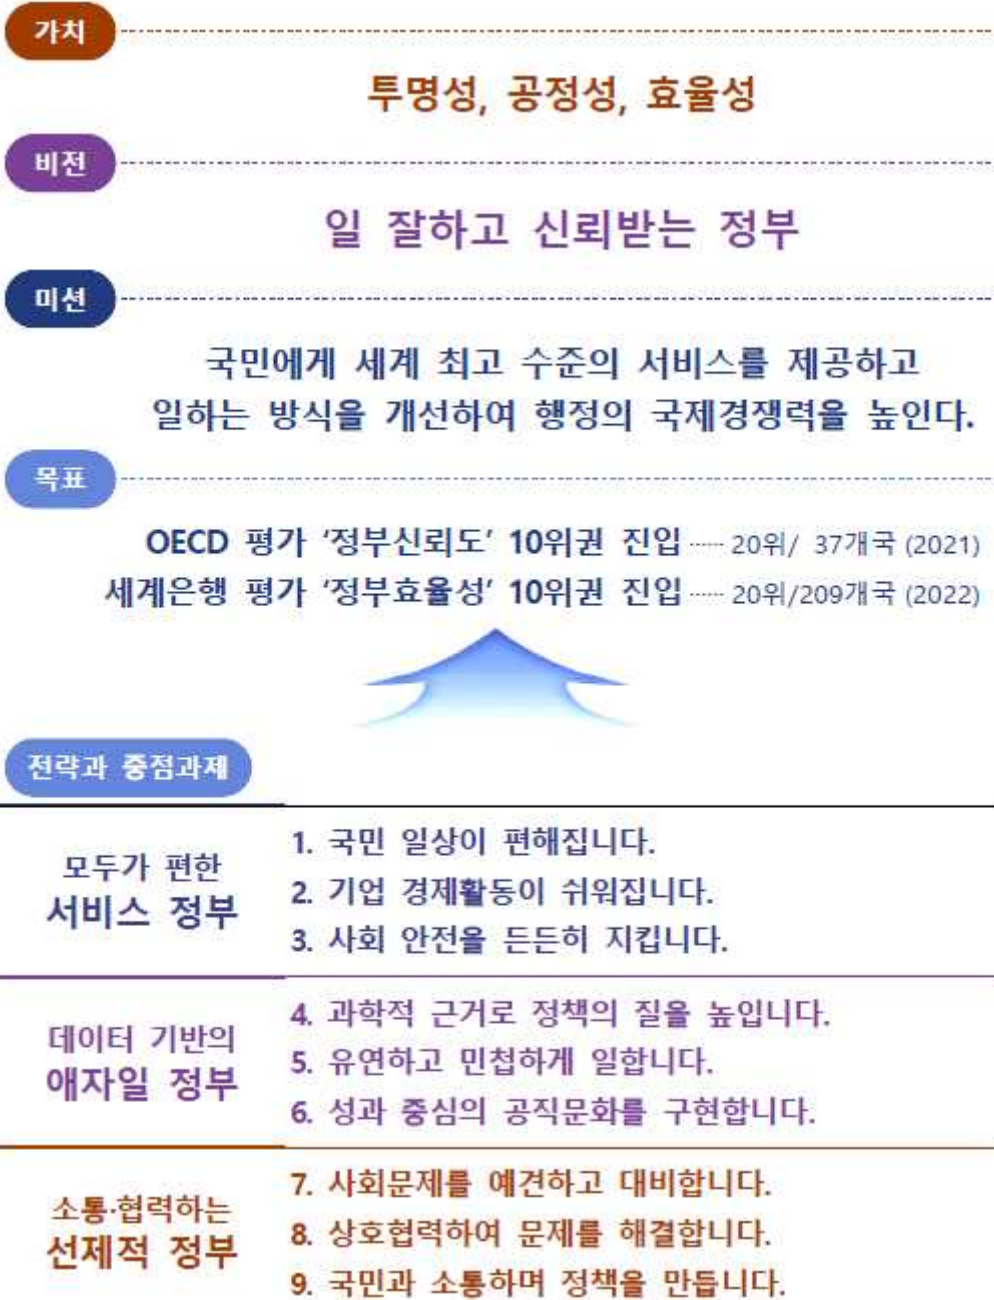 가치
투명성, 공정성, 효율성
비전
일 잘하고 신뢰받는 정부
미션
국민에게 세계 최고 수준의 서비스를 제공하고
일하는 방식을 개선하여 행정의 국제경쟁력을 높인다.
목표
OECD 평가 ‘정부신뢰도’ 10위권 진입 ····· 20위/ 37개국 (2021)
세계은행 평가 ‘정부효율성’ 10위권 진입 ····· 20위/209개국 (2022)
전략과 중점과제
모두가 편한
서비스 정부
1. 국민 일상이 편해집니다.
2. 기업 경제활동이 쉬워집니다.
3. 사회 안전을 든든히 지킵니다.
데이터 기반의
애자일 정부
4. 과학적 근거로 정책의 질을 높입니다.
5. 유연하고 민첩하게 일합니다.
6. 성과 중심의 공직문화를 구현합니다.
소통·협력하는
선제적 정부
7. 사회문제를 예견하고 대비합니다.
8. 상호협력하여 문제를 해결합니다.
9. 국민과 소통하며 정책을 만듭니다.